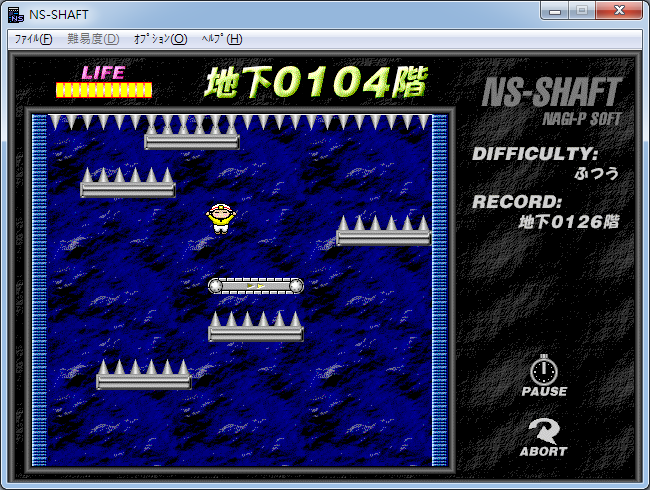 NS-SHAFT
ﾌｧｲﾙ(F) 難易度(D) ｵﾌﾟｼｮﾝ(O) ﾍﾙﾌﾟ(H)
LIFE
地下0104階
NS-SHAFT
NAGI-P SOFT
DIFFICULTY:
ふつう
RECORD:
地下0126階
PAUSE
ABORT